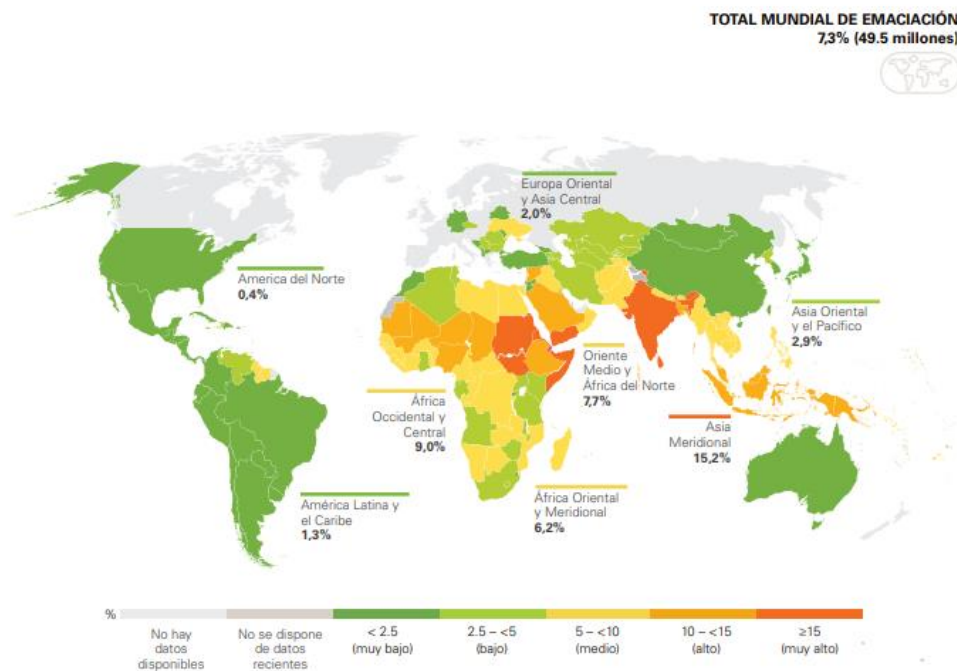 TOTAL MUNDIAL DE EMACIACIÓN
7,3% (49.5 millones)
Europa Oriental
y Asia Central
2,0%
America del Norte
0,4%
Asia Oriental
y el Pacífico
2,9%
Oriente
Medio y
África del Norte
7,7%
África
Occidental y
Central
9,0%
Asia
Meridional
15,2%
América Latina y
el Caribe
1,3%
África Oriental
y Meridional
6,2%
%
No hay
datos
disponibles
No se dispone
de datos
recientes
< 2.5
(muy bajo)
2.5 – <5
(bajo)
5 – <10
(medio)
10 – <15
(alto)
≥15
(muy alto)